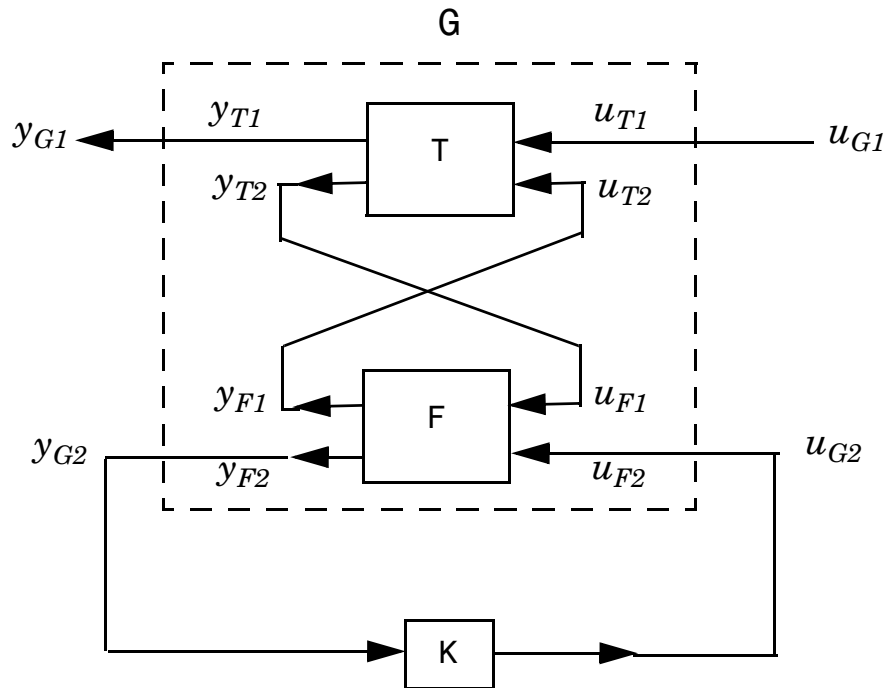 G
y_{T1} u_{T1}
y_{G1} T u_{G1}
y_{T2} u_{T2}
y_{F1} F u_{F1}
y_{G2} u_{G2}
y_{F2} u_{F2}
K